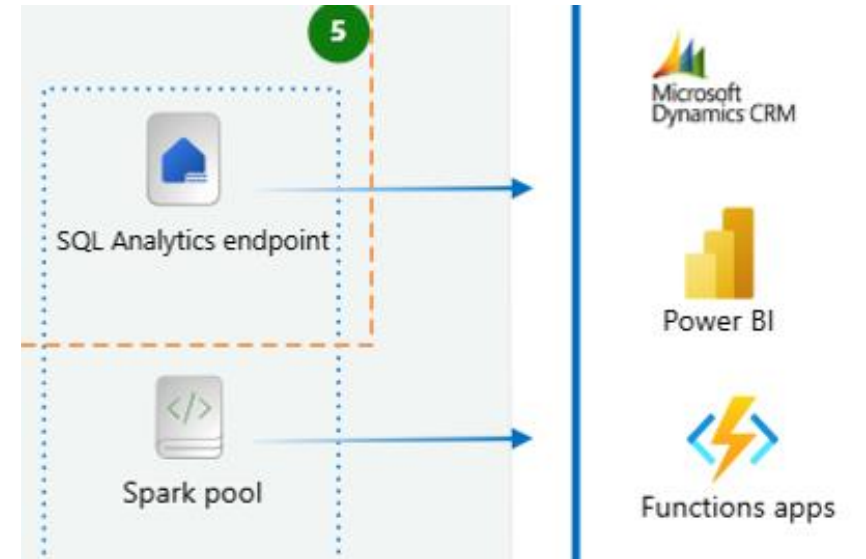 5
SQL Analytics endpoint
Spark pool
Microsoft
Dynamics CRM
Power BI
Functions apps